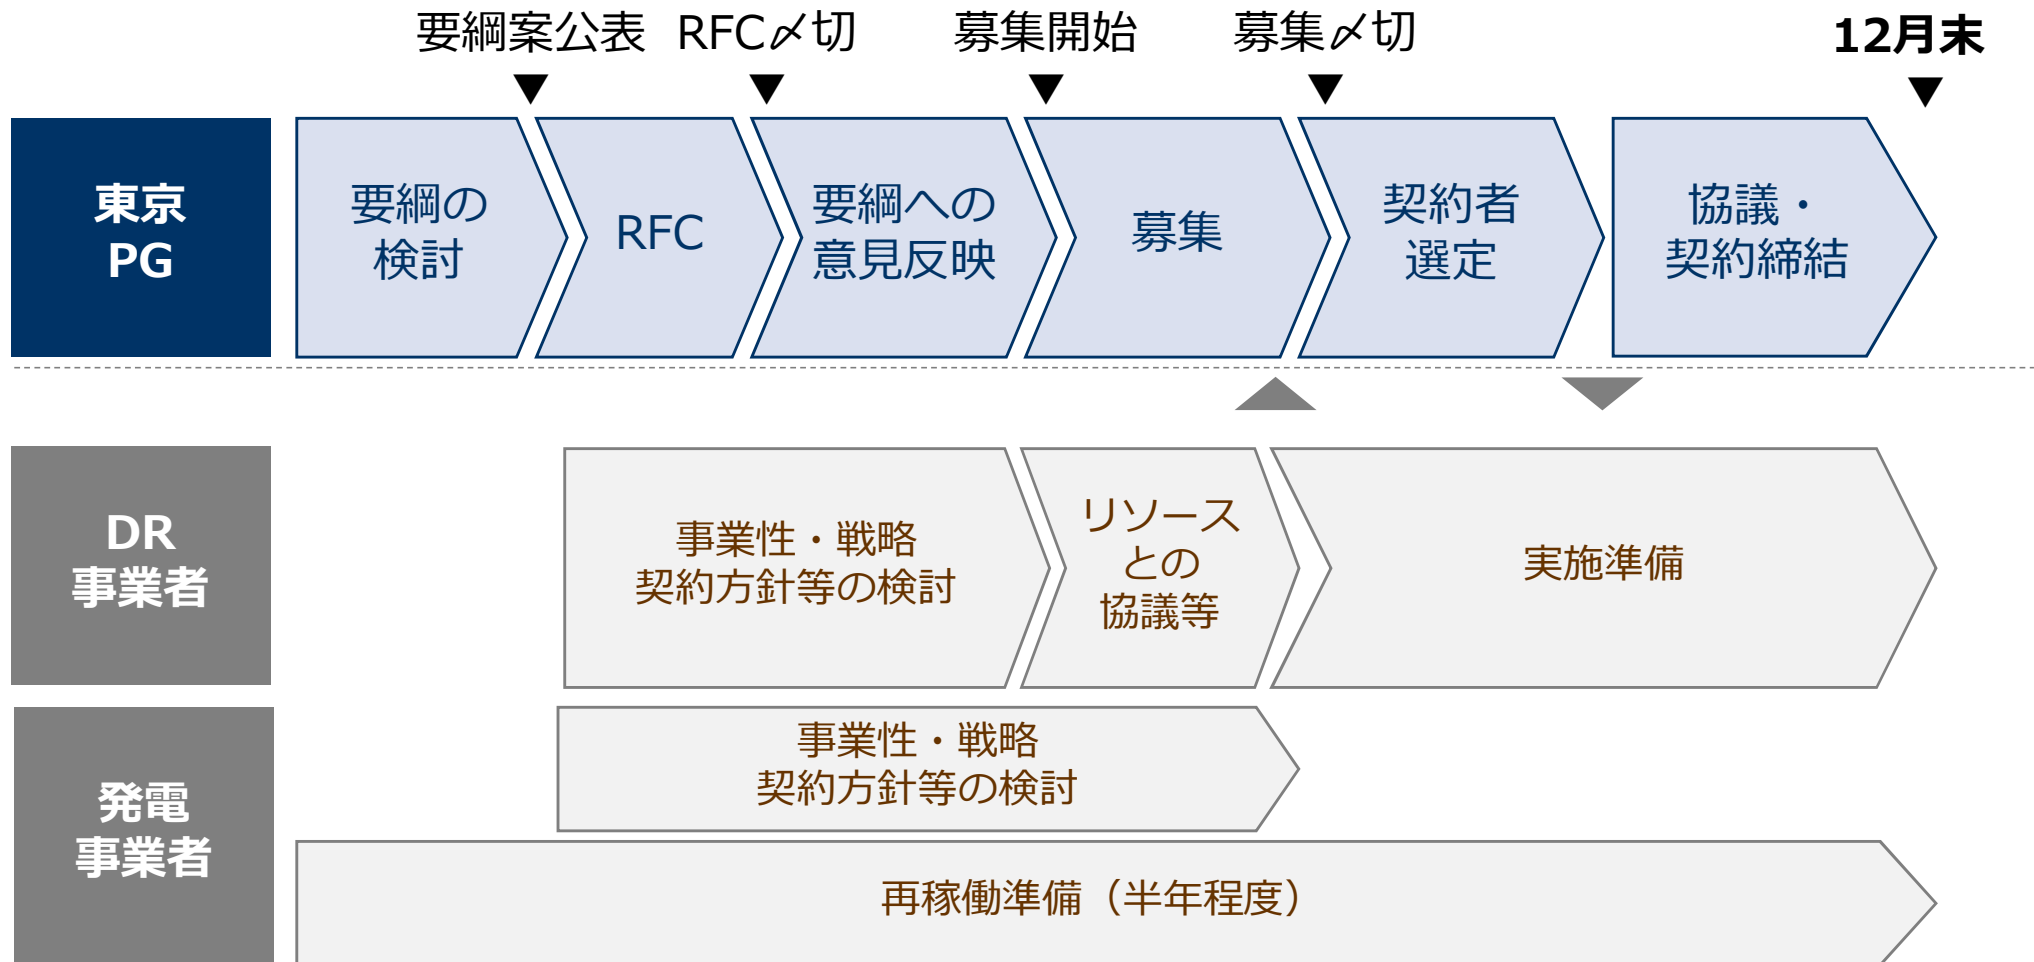 要綱案公表
RFC〆切
募集開始
募集〆切
12月末
東京
PG
要綱の
検討
RFC
要綱への
意見反映
募集
契約者
選定
協議・
契約締結
DR
事業者
事業性・戦略
契約方針等の検討
リソース
との
協議等
実施準備
発電
事業者
事業性・戦略
契約方針等の検討
再稼働準備（半年程度）